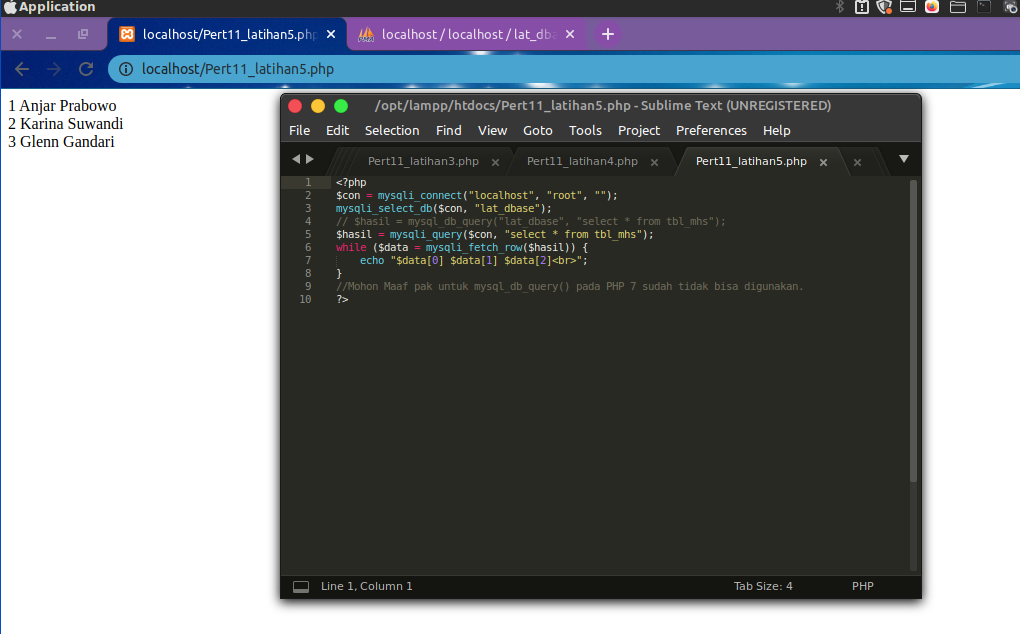 Application
localhost/Pert11_latihan5.php
localhost / localhost / lat_dba
localhost/Pert11_latihan5.php
1 Anjar Prabowo
2 Karina Suwandi
3 Glenn Gandari
/opt/lampp/htdocs/Pert11_latihan5.php - Sublime Text (UNREGISTERED)
File Edit Selection Find View Goto Tools Project Preferences Help
Pert11_latihan3.php Pert11_latihan4.php Pert11_latihan5.php
1 <?php
2 $con = mysqli_connect("localhost", "root", "");
3 mysqli_select_db($con, "lat_dbase");
4 // $hasil = mysql_db_query("lat_dbase", "select * from tbl_mhs");
5 $hasil = mysqli_query($con, "select * from tbl_mhs");
6 while ($data = mysqli_fetch_row($hasil)) {
7 echo "$data[0] $data[1] $data[2]<br>";
8 }
9 //Mohon Maaf pak untuk mysql_db_query() pada PHP 7 sudah tidak bisa digunakan.
10 ?>
Line 1, Column 1 Tab Size: 4 PHP